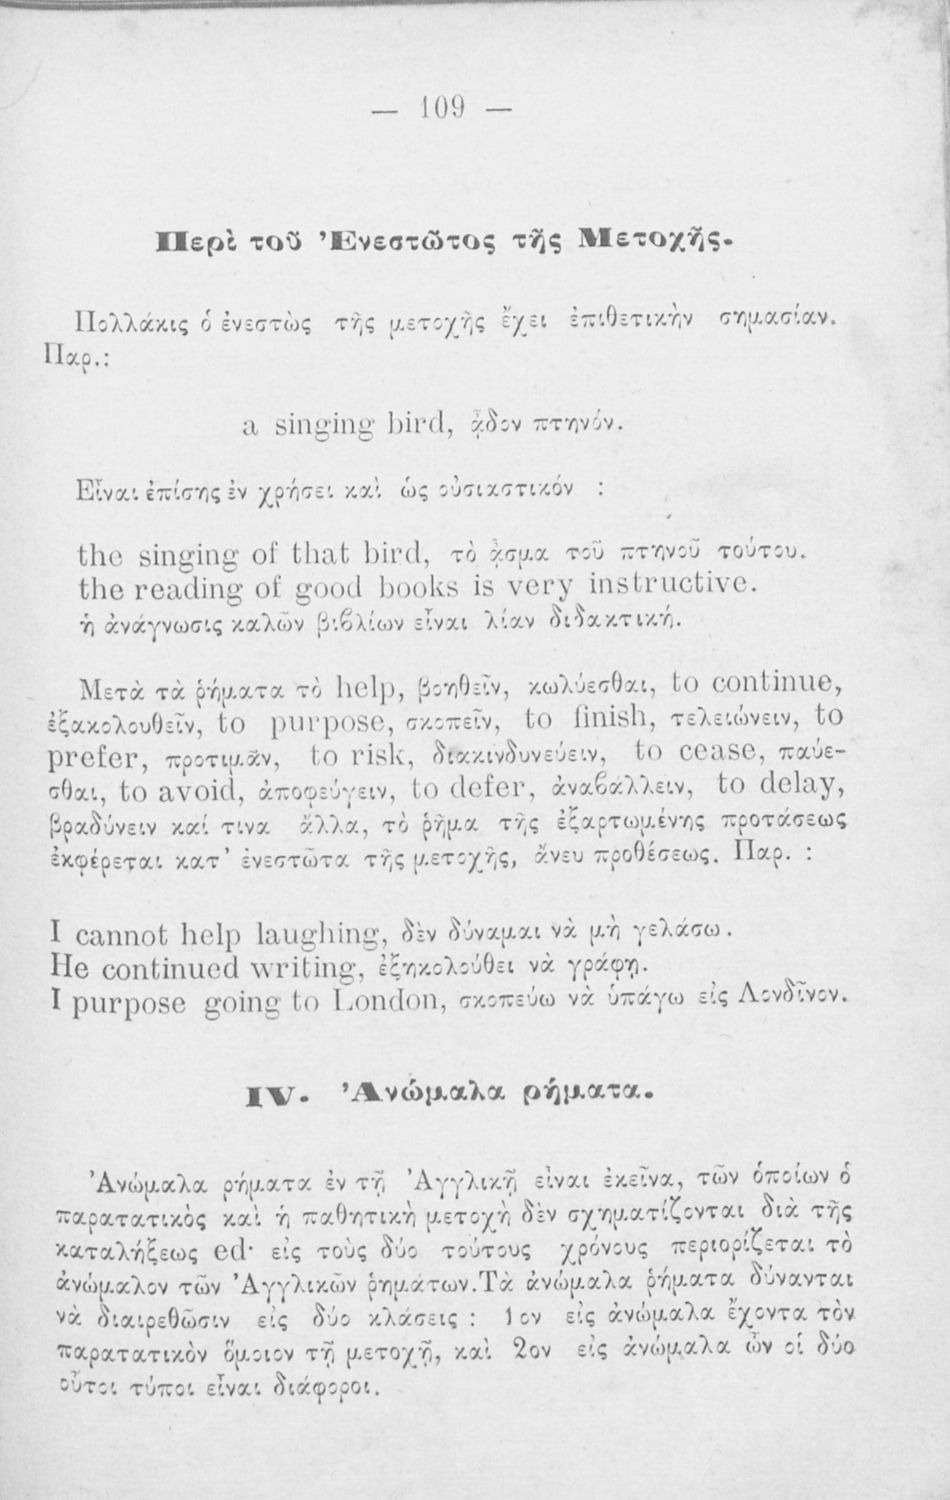 — 109 —
Περὶ τοῦ Ἐνεστῶτος τῆς Μετοχῆς.
Πολλάκις ὁ ἐνεστὼς τῆς μετοχῆς ἔχει ἐπιθετικὴν σημασίαν.
Παρ.:
a singing bird, ᾆδον πτηνόν.
Εἶναι ἐπίσης ἐν χρήσει καὶ ὡς οὐσιαστικόν :
the singing of that bird, τὸ ᾆσμα τοῦ πτηνοῦ τούτου.
the reading of good books is very instructive.
ἡ ἀνάγνωσις καλῶν βιβλίων εἶναι λίαν διδακτική.
Μετὰ τὰ ῥήματα τὸ help, βοηθεῖν, κωλύεσθαι, to continue,
ἐξακολουθεῖν, to purpose, σκοπεῖν, to finish, τελειώνειν, to
prefer, προτιμᾶν, to risk, διακινδυνεύειν, to cease, παύε-
σθαι, to avoid, ἀποφεύγειν, to defer, ἀναβάλλειν, to delay,
βραδύνειν καί τινα ἄλλα, τὸ ῥῆμα τῆς ἐξαρτωμένης προτάσεως
ἐκφέρεται κατ’ ἐνεστῶτα τῆς μετοχῆς, ἄνευ προθέσεως. Παρ. :
I cannot help laughing, δὲν δύναμαι νὰ μὴ γελάσω.
He continued writing, ἐξηκολούθει νὰ γράφῃ.
I purpose going to London, σκοπεύω νὰ ὑπάγω εἰς Λονδῖνον.
IV. Ἀνώμαλα ρήματα.
Ἀνώμαλα ρήματα ἐν τῇ Ἀγγλικῇ εἶναι ἐκεῖνα, τῶν ὁποίων ὁ
παρατατικὸς καὶ ἡ παθητικὴ μετοχὴ δὲν σχηματίζονται διὰ τῆς
καταλήξεως ed· εἰς τοὺς δύο τούτους χρόνους περιορίζεται τὸ
ἀνώμαλον τῶν Ἀγγλικῶν ῥημάτων.Τὰ ἀνώμαλα ῥήματα δύνανται
νὰ διαιρεθῶσιν εἰς δύο κλάσεις : 1ον εἰς ἀνώμαλα ἔχοντα τὸν
παρατατικὸν ὅμοιον τῇ μετοχῇ, καὶ 2ον εἰς ἀνώμαλα ὧν οἱ δύο
οὗτοι τύποι εἶναι διάφοροι.